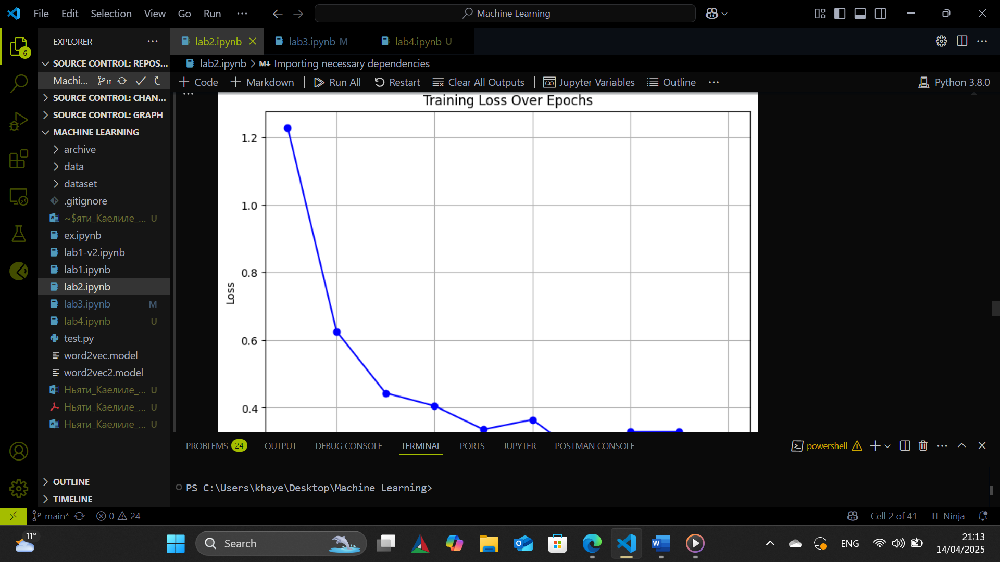 File Edit Selection View Go Run ...
Machine Learning
EXPLORER ...
lab2.ipynb
lab3.ipynb M
lab4.ipynb U
6
SOURCE CONTROL: REPOS...
lab2.ipynb > M↓ Importing necessary dependencies
Machi...
+ Code + Markdown | Run All Restart Clear All Outputs | Jupyter Variables Outline ...
Python 3.8.0
SOURCE CONTROL: CHAN...
SOURCE CONTROL: GRAPH
MACHINE LEARNING
archive
data
dataset
.gitignore
~$яти_Каелиле_... U
ex.ipynb
lab1-v2.ipynb
lab1.ipynb
lab2.ipynb
lab3.ipynb M
lab4.ipynb U
test.py
word2vec.model
word2vec2.model
Ньяти_Каелиле_... U
Ньяти_Каелиле_... U
Ньяти_Каелиле_... U
OUTLINE
TIMELINE
Training Loss Over Epochs
1.2
1.0
0.8
0.6
0.4
Loss
PROBLEMS 24 OUTPUT DEBUG CONSOLE TERMINAL PORTS JUPYTER POSTMAN CONSOLE
powershell
PS C:\Users\khaye\Desktop\Machine Learning>
main* 0 24
Cell 2 of 41 Ninja
11°
Search
ENG
21:13
14/04/2025